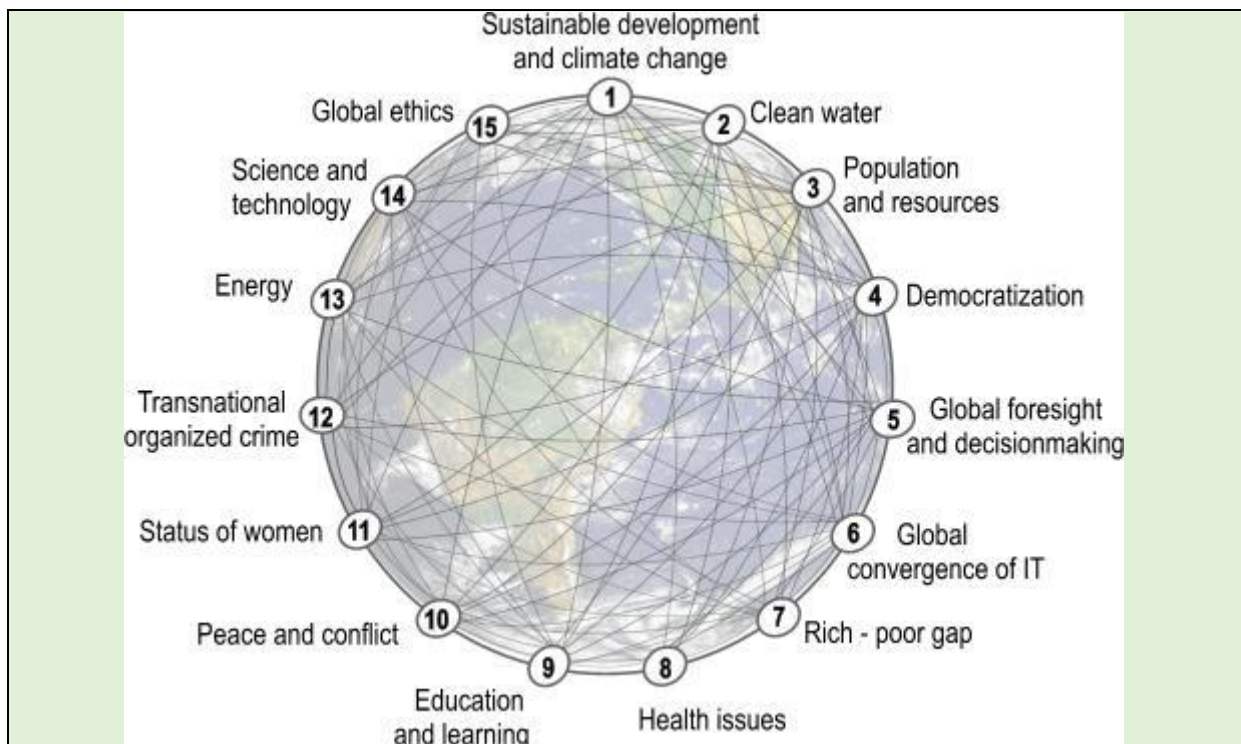 Sustainable development
and climate change
1
2
Clean water
3
Population
and resources
4
Democratization
5
Global foresight
and decisionmaking
6
Global
convergence of IT
7
Rich - poor gap
8
Health issues
9
Education
and learning
10
Peace and conflict
11
Status of women
12
Transnational
organized crime
13
Energy
14
Science and
technology
15
Global ethics